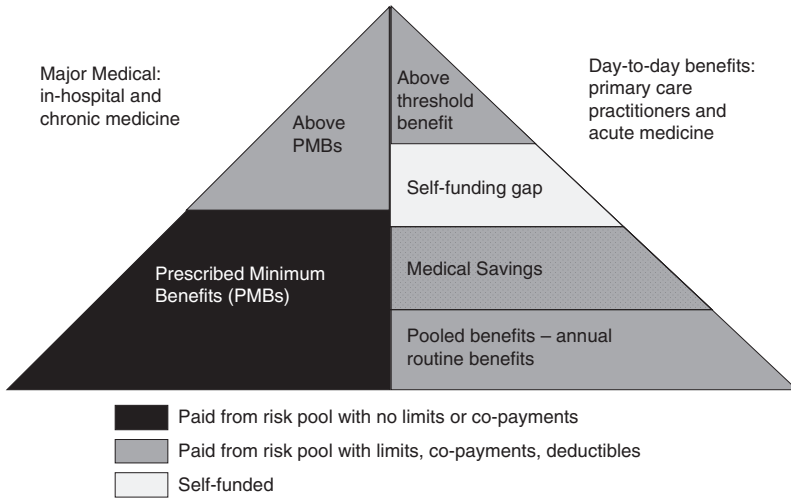 Major Medical:
in-hospital and
chronic medicine
Above
PMBs
Prescribed Minimum
Benefits (PMBs)
Above
threshold
benefit
Self-funding gap
Medical Savings
Pooled benefits – annual
routine benefits
Day-to-day benefits:
primary care
practitioners and
acute medicine
Paid from risk pool with no limits or co-payments
Paid from risk pool with limits, co-payments, deductibles
Self-funded